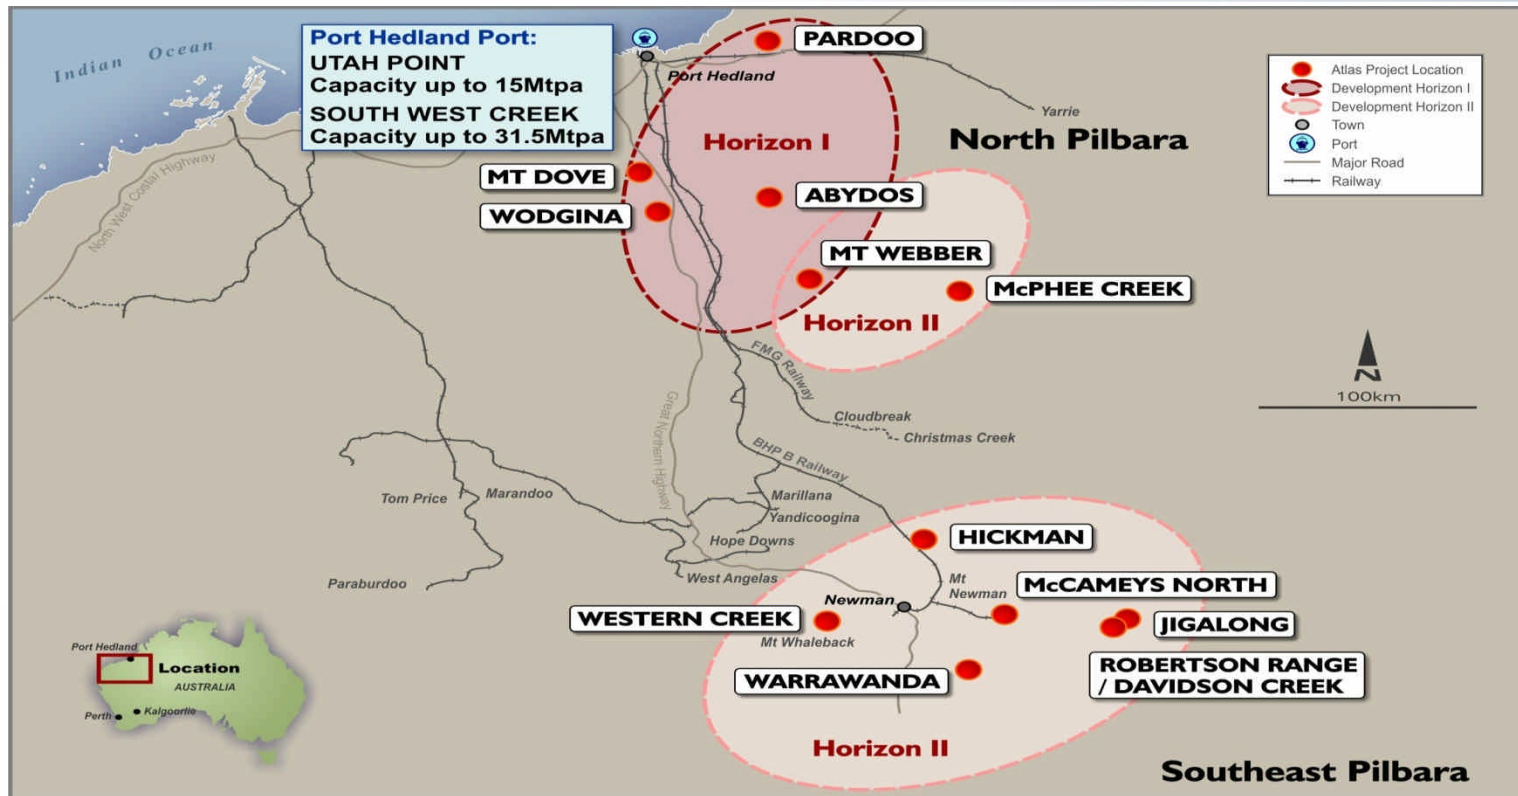 Indian Ocean
Port Hedland Port:
UTAH POINT
Capacity up to 15Mtpa
SOUTH WEST CREEK
Capacity up to 31.5Mtpa
PARDOO
Port Hedland
Yarrie
Atlas Project Location
Development Horizon I
Development Horizon II
Town
Port
Major Road
Railway
North Pilbara
Horizon I
North West Costal Highway
MT DOVE
WODGINA
ABYDOS
MT WEBBER
McPHEE CREEK
Horizon II
N
100km
FMG Railway
Cloudbreak
Christmas Creek
Great Northern Highway
BHP B Railway
Tom Price
Marandoo
Marillana
Yandicoogina
Hope Downs
West Angelas
Paraburdoo
HICKMAN
Mt
Newman
McCAMEYS NORTH
Newman
WESTERN CREEK
Mt Whaleback
JIGALONG
WARRAWANDA
ROBERTSON RANGE
/ DAVIDSON CREEK
Horizon II
Southeast Pilbara
Port Hedland
Location
AUSTRALIA
Perth
Kalgoorlie